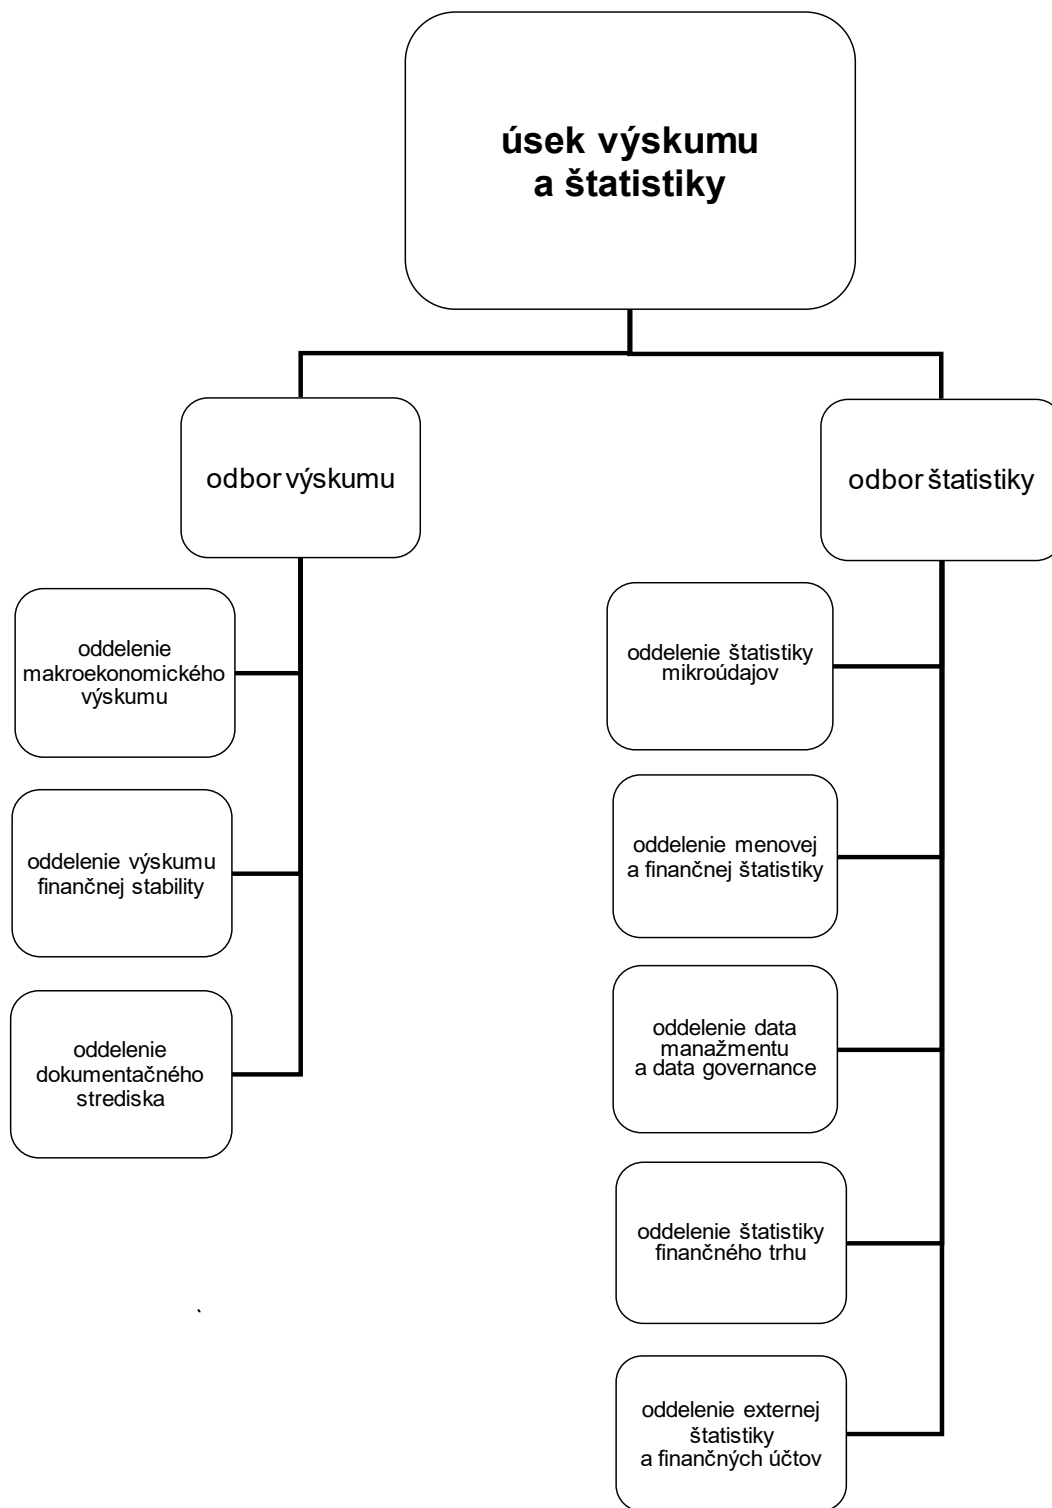 úsek výskumu
a štatistiky
odbor výskumu
odbor štatistiky
oddelenie
makroekonomického
výskumu
oddelenie výskumu
finančnej stability
oddelenie
dokumentačného
strediska
oddelenie štatistiky
mikroúdajov
oddelenie menovej
a finančnej štatistiky
oddelenie data
manažmentu
a data governance
oddelenie štatistiky
finančného trhu
oddelenie externej
štatistiky
a finančných účtov